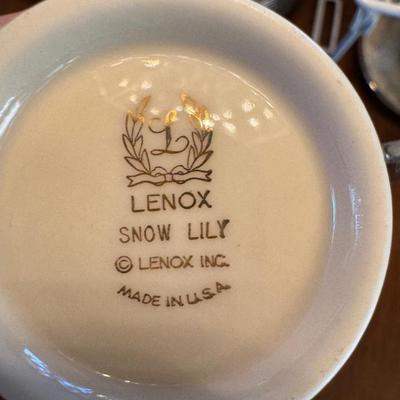 L
LENOX
SNOW LILY
© LENOX INC.
MADE IN U.S.A.